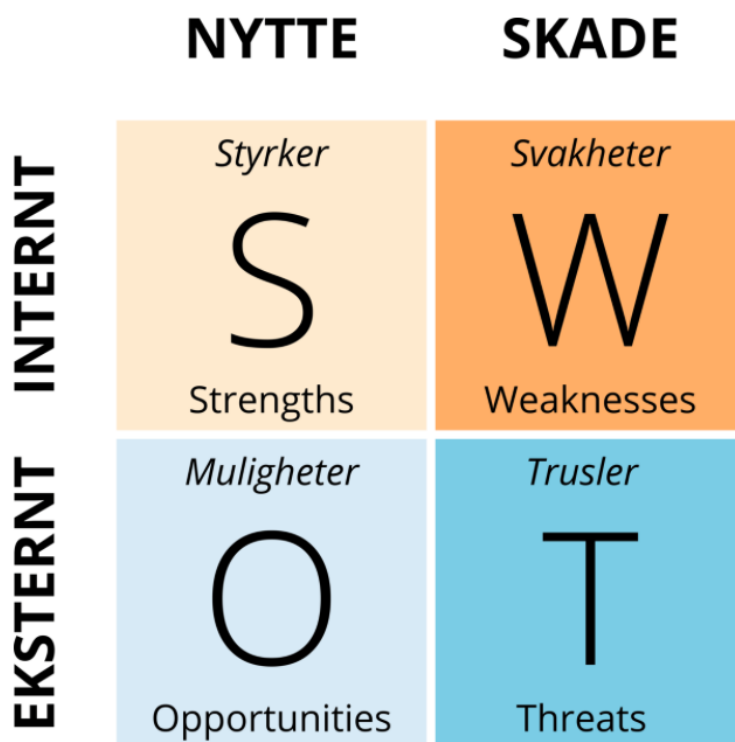 NYTTE
SKADE
INTERNT
Styrker
S
Strengths
Svakheter
W
Weaknesses
EKSTERNT
Muligheter
O
Opportunities
Trusler
T
Threats